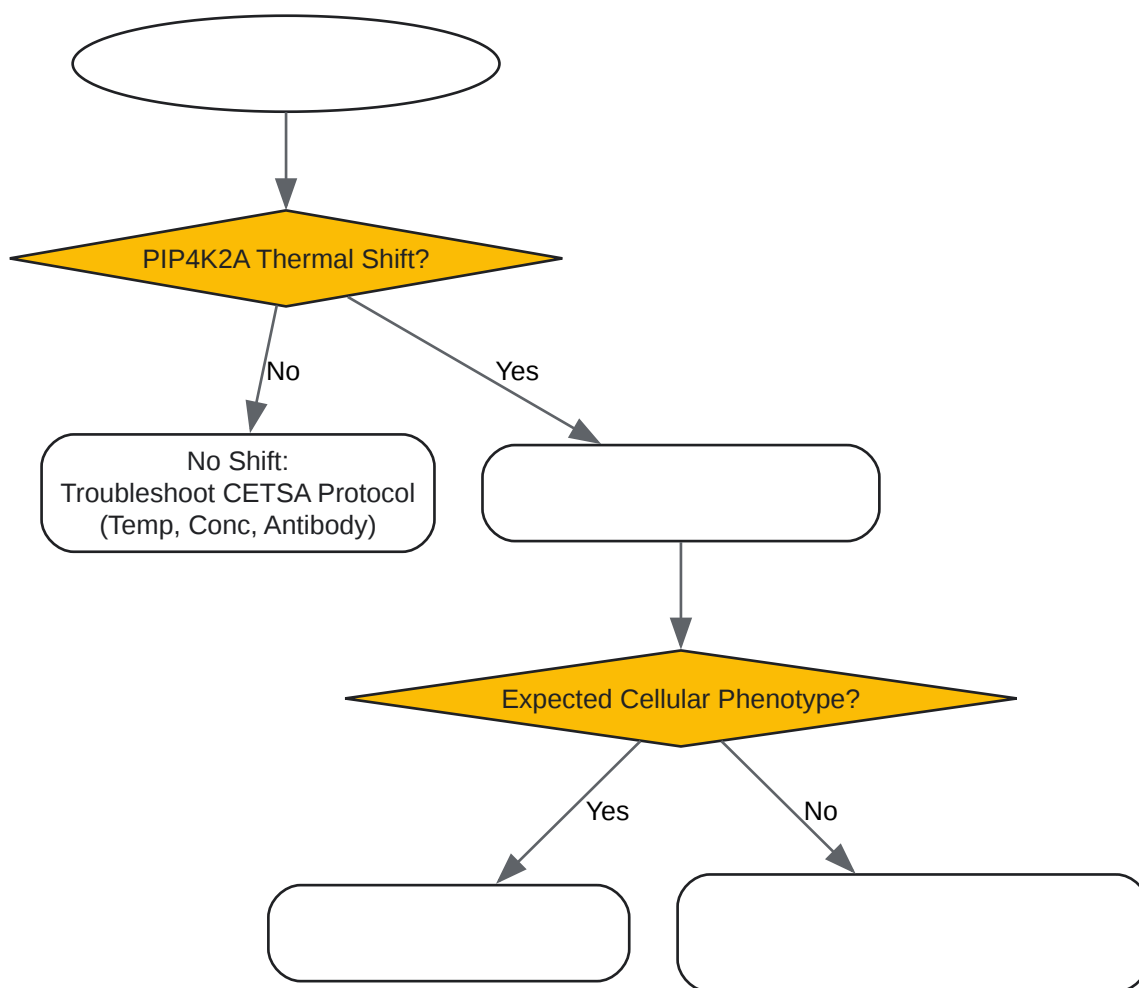 PIP4K2A Thermal Shift?
No
Yes
No Shift:
Troubleshoot CETSA Protocol
(Temp, Conc, Antibody)
Expected Cellular Phenotype?
Yes
No